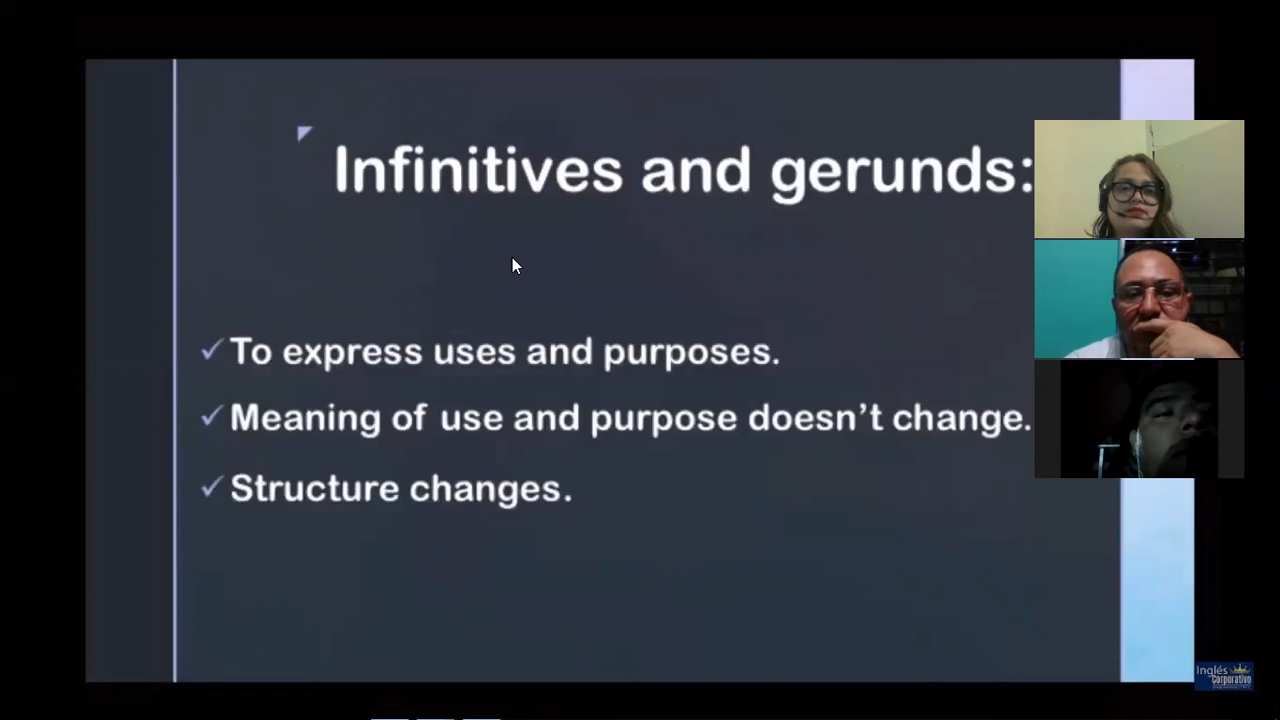 Infinitives and gerunds:
To express uses and purposes.
Meaning of use and purpose doesn’t change.
Structure changes.
Inglés
Corporativo